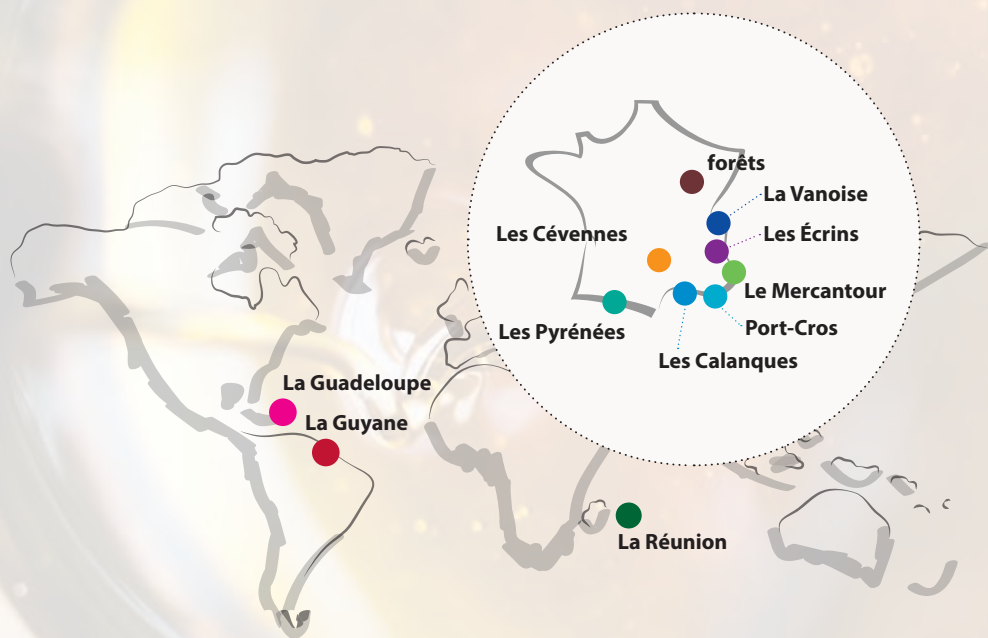 forêts
La Vanoise
Les Cévennes
Les Écrins
Le Mercantour
Port-Cros
Les Pyrénées
Les Calanques
La Guadeloupe
La Guyane
La Réunion